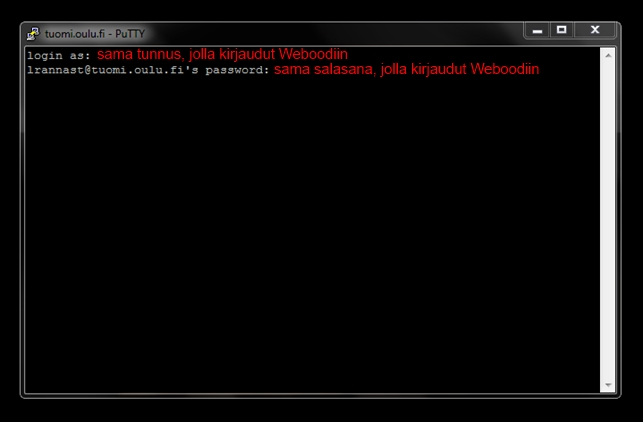 tuomi.oulu.fi - PuTTY
login as: sama tunnus, jolla kirjaudut Weboodiin
lrannast@tuomi.oulu.fi's password: sama salasana, jolla kirjaudut Weboodiin